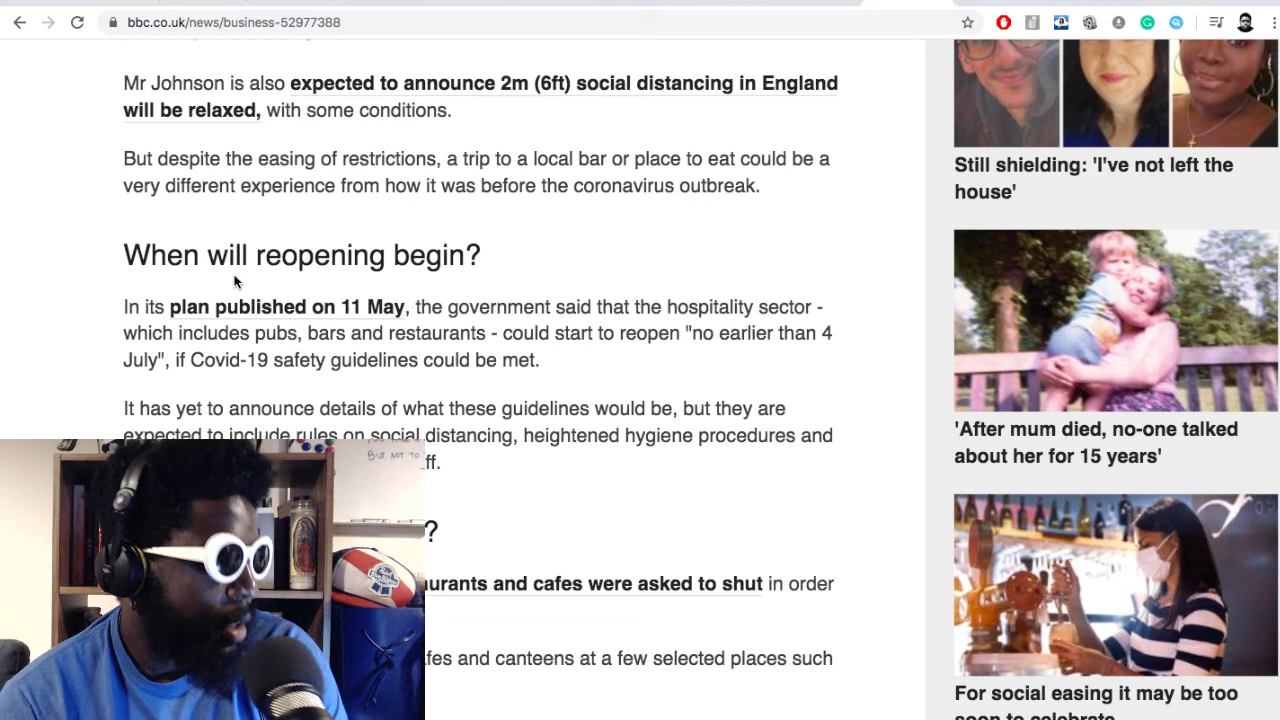 bbc.co.uk/news/business-52977388
Mr Johnson is also expected to announce 2m (6ft) social distancing in England
will be relaxed, with some conditions.
But despite the easing of restrictions, a trip to a local bar or place to eat could be a
very different experience from how it was before the coronavirus outbreak.
When will reopening begin?
In its plan published on 11 May, the government said that the hospitality sector -
which includes pubs, bars and restaurants - could start to reopen "no earlier than 4
July", if Covid-19 safety guidelines could be met.
It has yet to announce details of what these guidelines would be, but they are
expected to include rules on social distancing, heightened hygiene procedures and
ff.
?
urants and cafes were asked to shut in order
fes and canteens at a few selected places such
BUT NOT TO
Still shielding: 'I've not left the
house'
'After mum died, no-one talked
about her for 15 years'
For social easing it may be too
soon to celebrate